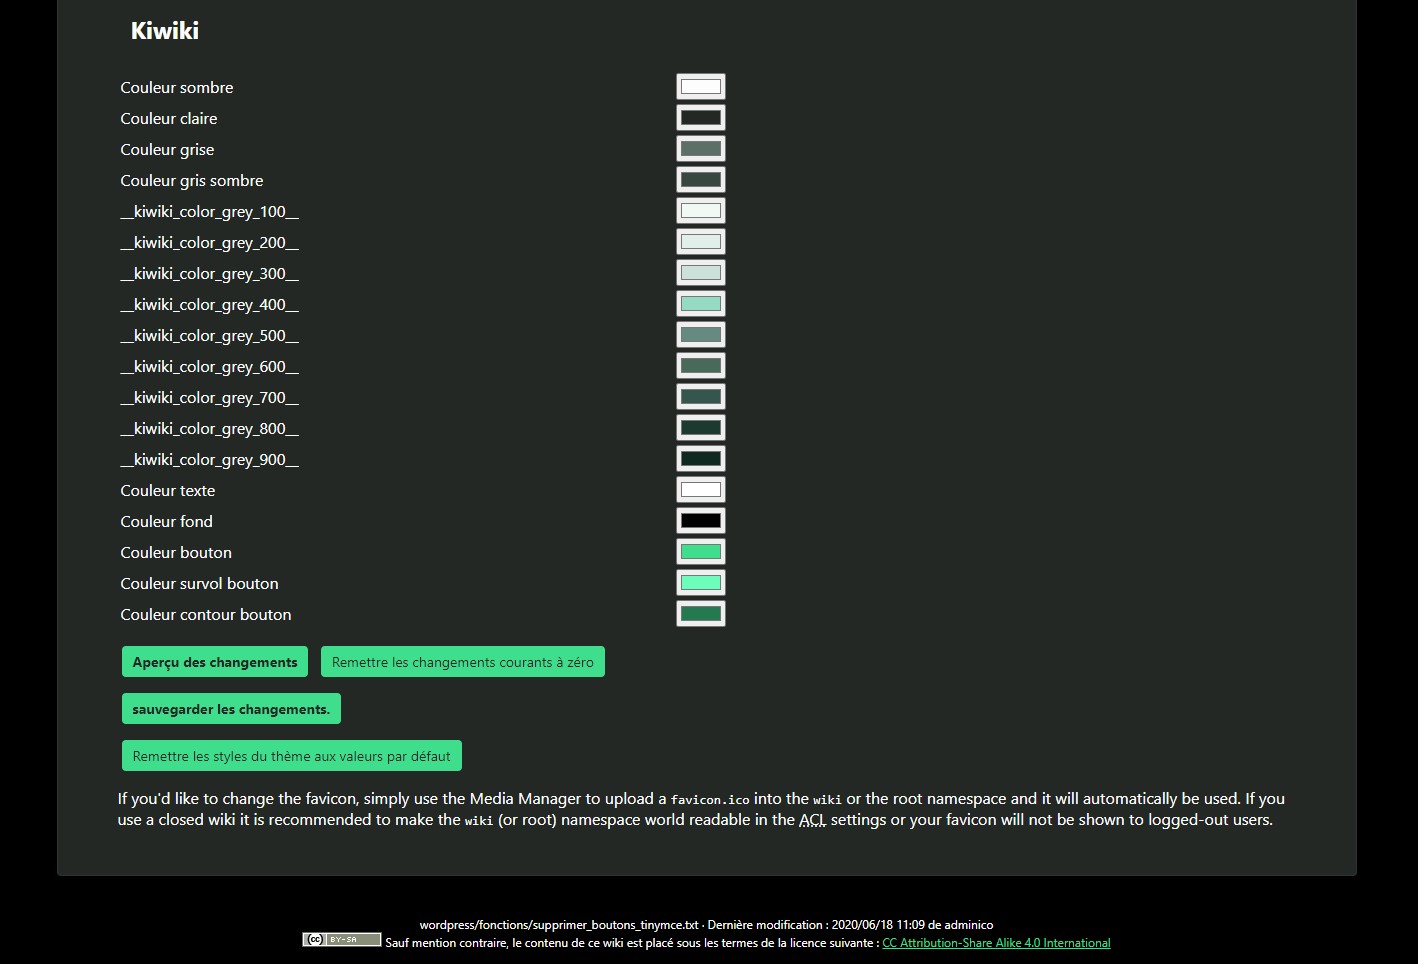 Kiwiki
Couleur sombre
Couleur claire
Couleur grise
Couleur gris sombre
__kiwiki_color_grey_100__
__kiwiki_color_grey_200__
__kiwiki_color_grey_300__
__kiwiki_color_grey_400__
__kiwiki_color_grey_500__
__kiwiki_color_grey_600__
__kiwiki_color_grey_700__
__kiwiki_color_grey_800__
__kiwiki_color_grey_900__
Couleur texte
Couleur fond
Couleur bouton
Couleur survol bouton
Couleur contour bouton
Aperçu des changements Remettre les changements courants à zéro
sauvegarder les changements.
Remettre les styles du thème aux valeurs par défaut
If you'd like to change the favicon, simply use the Media Manager to upload a favicon.ico into the wiki or the root namespace and it will automatically be used. If you
use a closed wiki it is recommended to make the wiki (or root) namespace world readable in the ACL settings or your favicon will not be shown to logged-out users.
wordpress/fonctions/supprimer_boutons_tinymce.txt · Dernière modification : 2020/06/18 11:09 de adminico
(cc) BY-SA Sauf mention contraire, le contenu de ce wiki est placé sous les termes de la licence suivante : CC Attribution-Share Alike 4.0 International